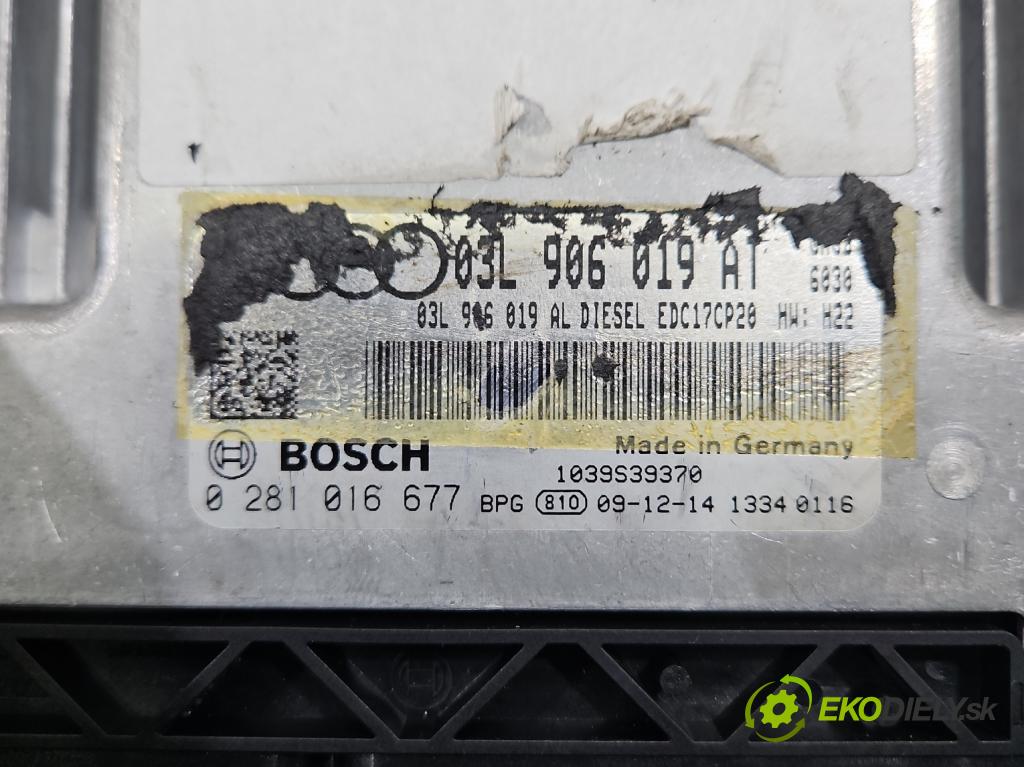 03L 906 019 AT
6030
03L 906 019 AL DIESEL EDC17CP20 HW: H22
BOSCH
Made in Germany
1039S39370
0 281 016 677 BPG 810 09-12-14 1334 0116
EKODIELY.sk